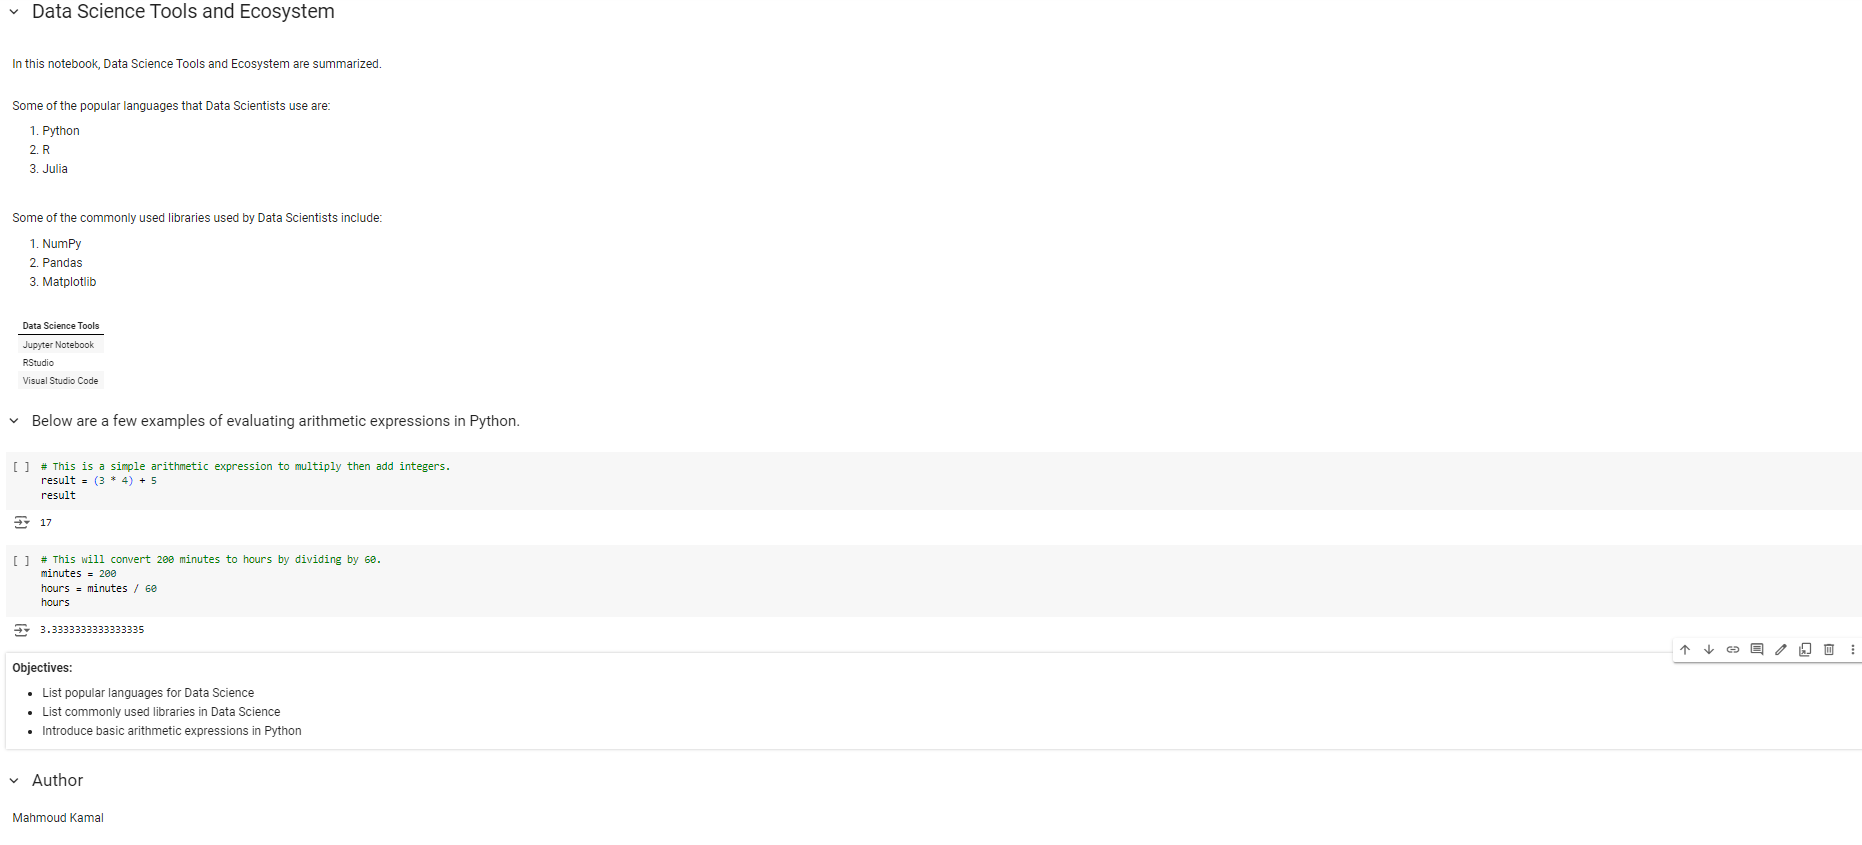 Data Science Tools and Ecosystem
In this notebook, Data Science Tools and Ecosystem are summarized.
Some of the popular languages that Data Scientists use are:
1. Python
2. R
3. Julia
Some of the commonly used libraries used by Data Scientists include:
1. NumPy
2. Pandas
3. Matplotlib
Data Science Tools
Jupyter Notebook
RStudio
Visual Studio Code
Below are a few examples of evaluating arithmetic expressions in Python.
[ ] # This is a simple arithmetic expression to multiply then add integers.
result = (3 * 4) + 5
result
17
[ ] # This will convert 200 minutes to hours by dividing by 60.
minutes = 200
hours = minutes / 60
hours
3.3333333333333335
Objectives:
• List popular languages for Data Science
• List commonly used libraries in Data Science
• Introduce basic arithmetic expressions in Python
Author
Mahmoud Kamal